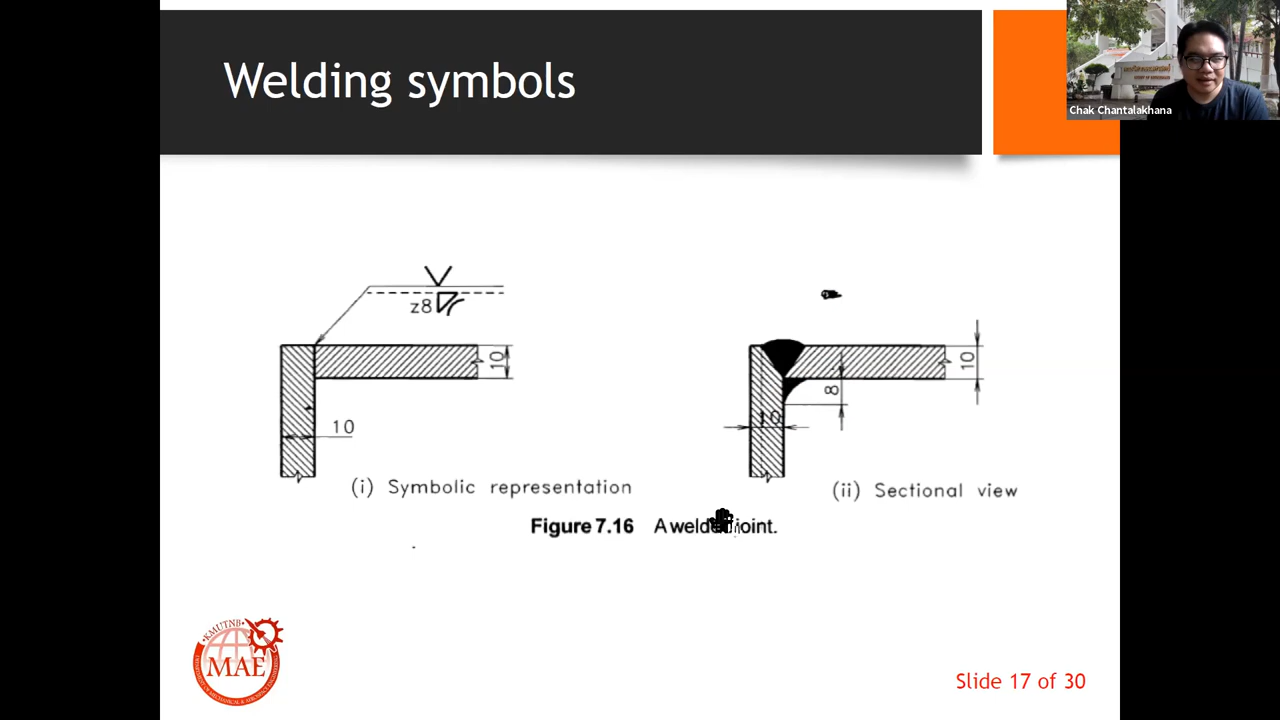 Welding symbols
Chak Chantalakhana
z8
10
10
(i) Symbolic representation
8
10
10
(ii) Sectional view
Figure 7.16 A welded joint.
KMUTNB
MAE
Slide 17 of 30